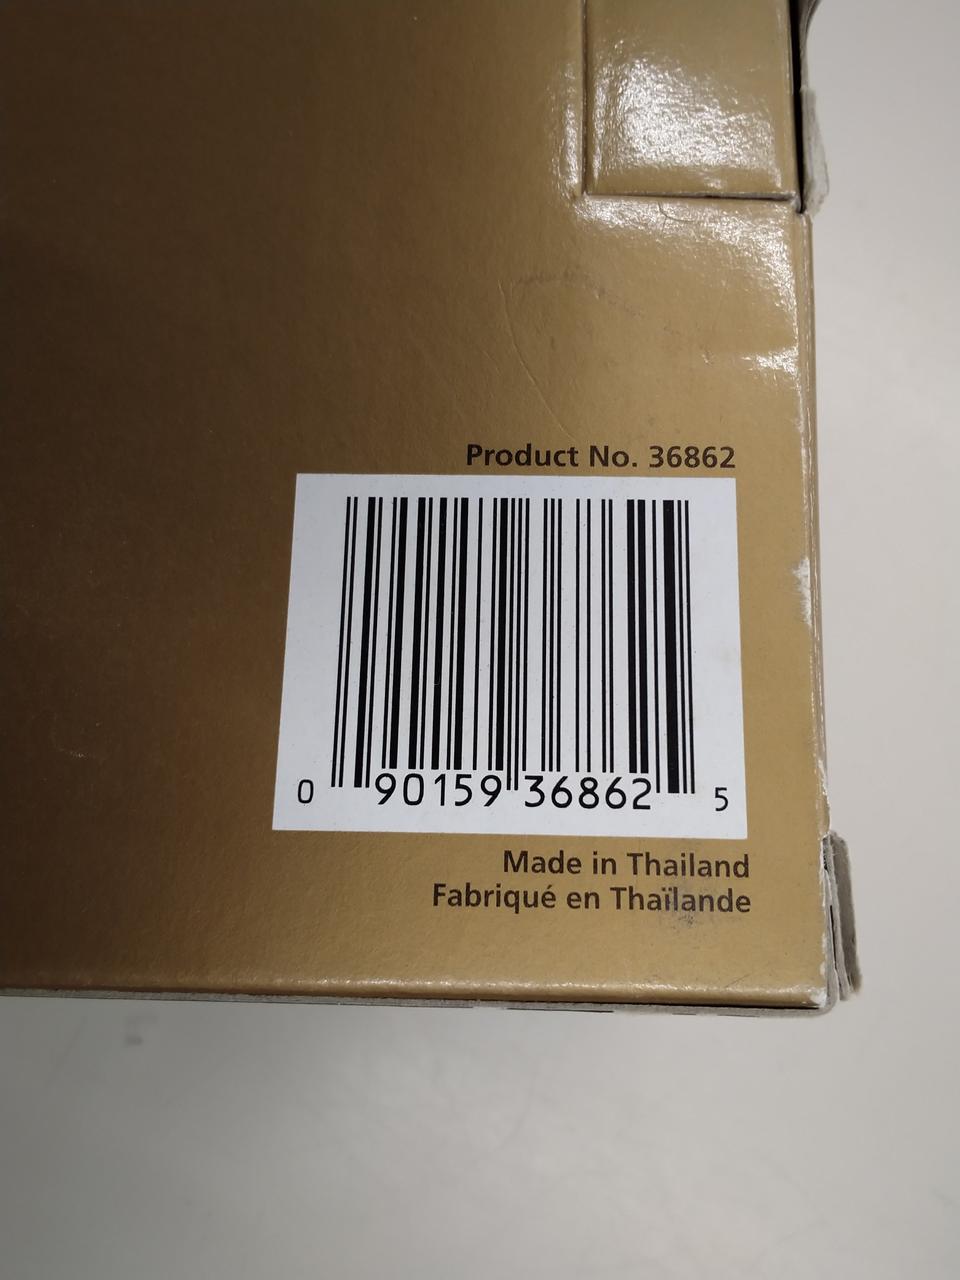 Product No. 36862
0 90159 36862 5
Made in Thailand
Fabriqué en Thaïlande